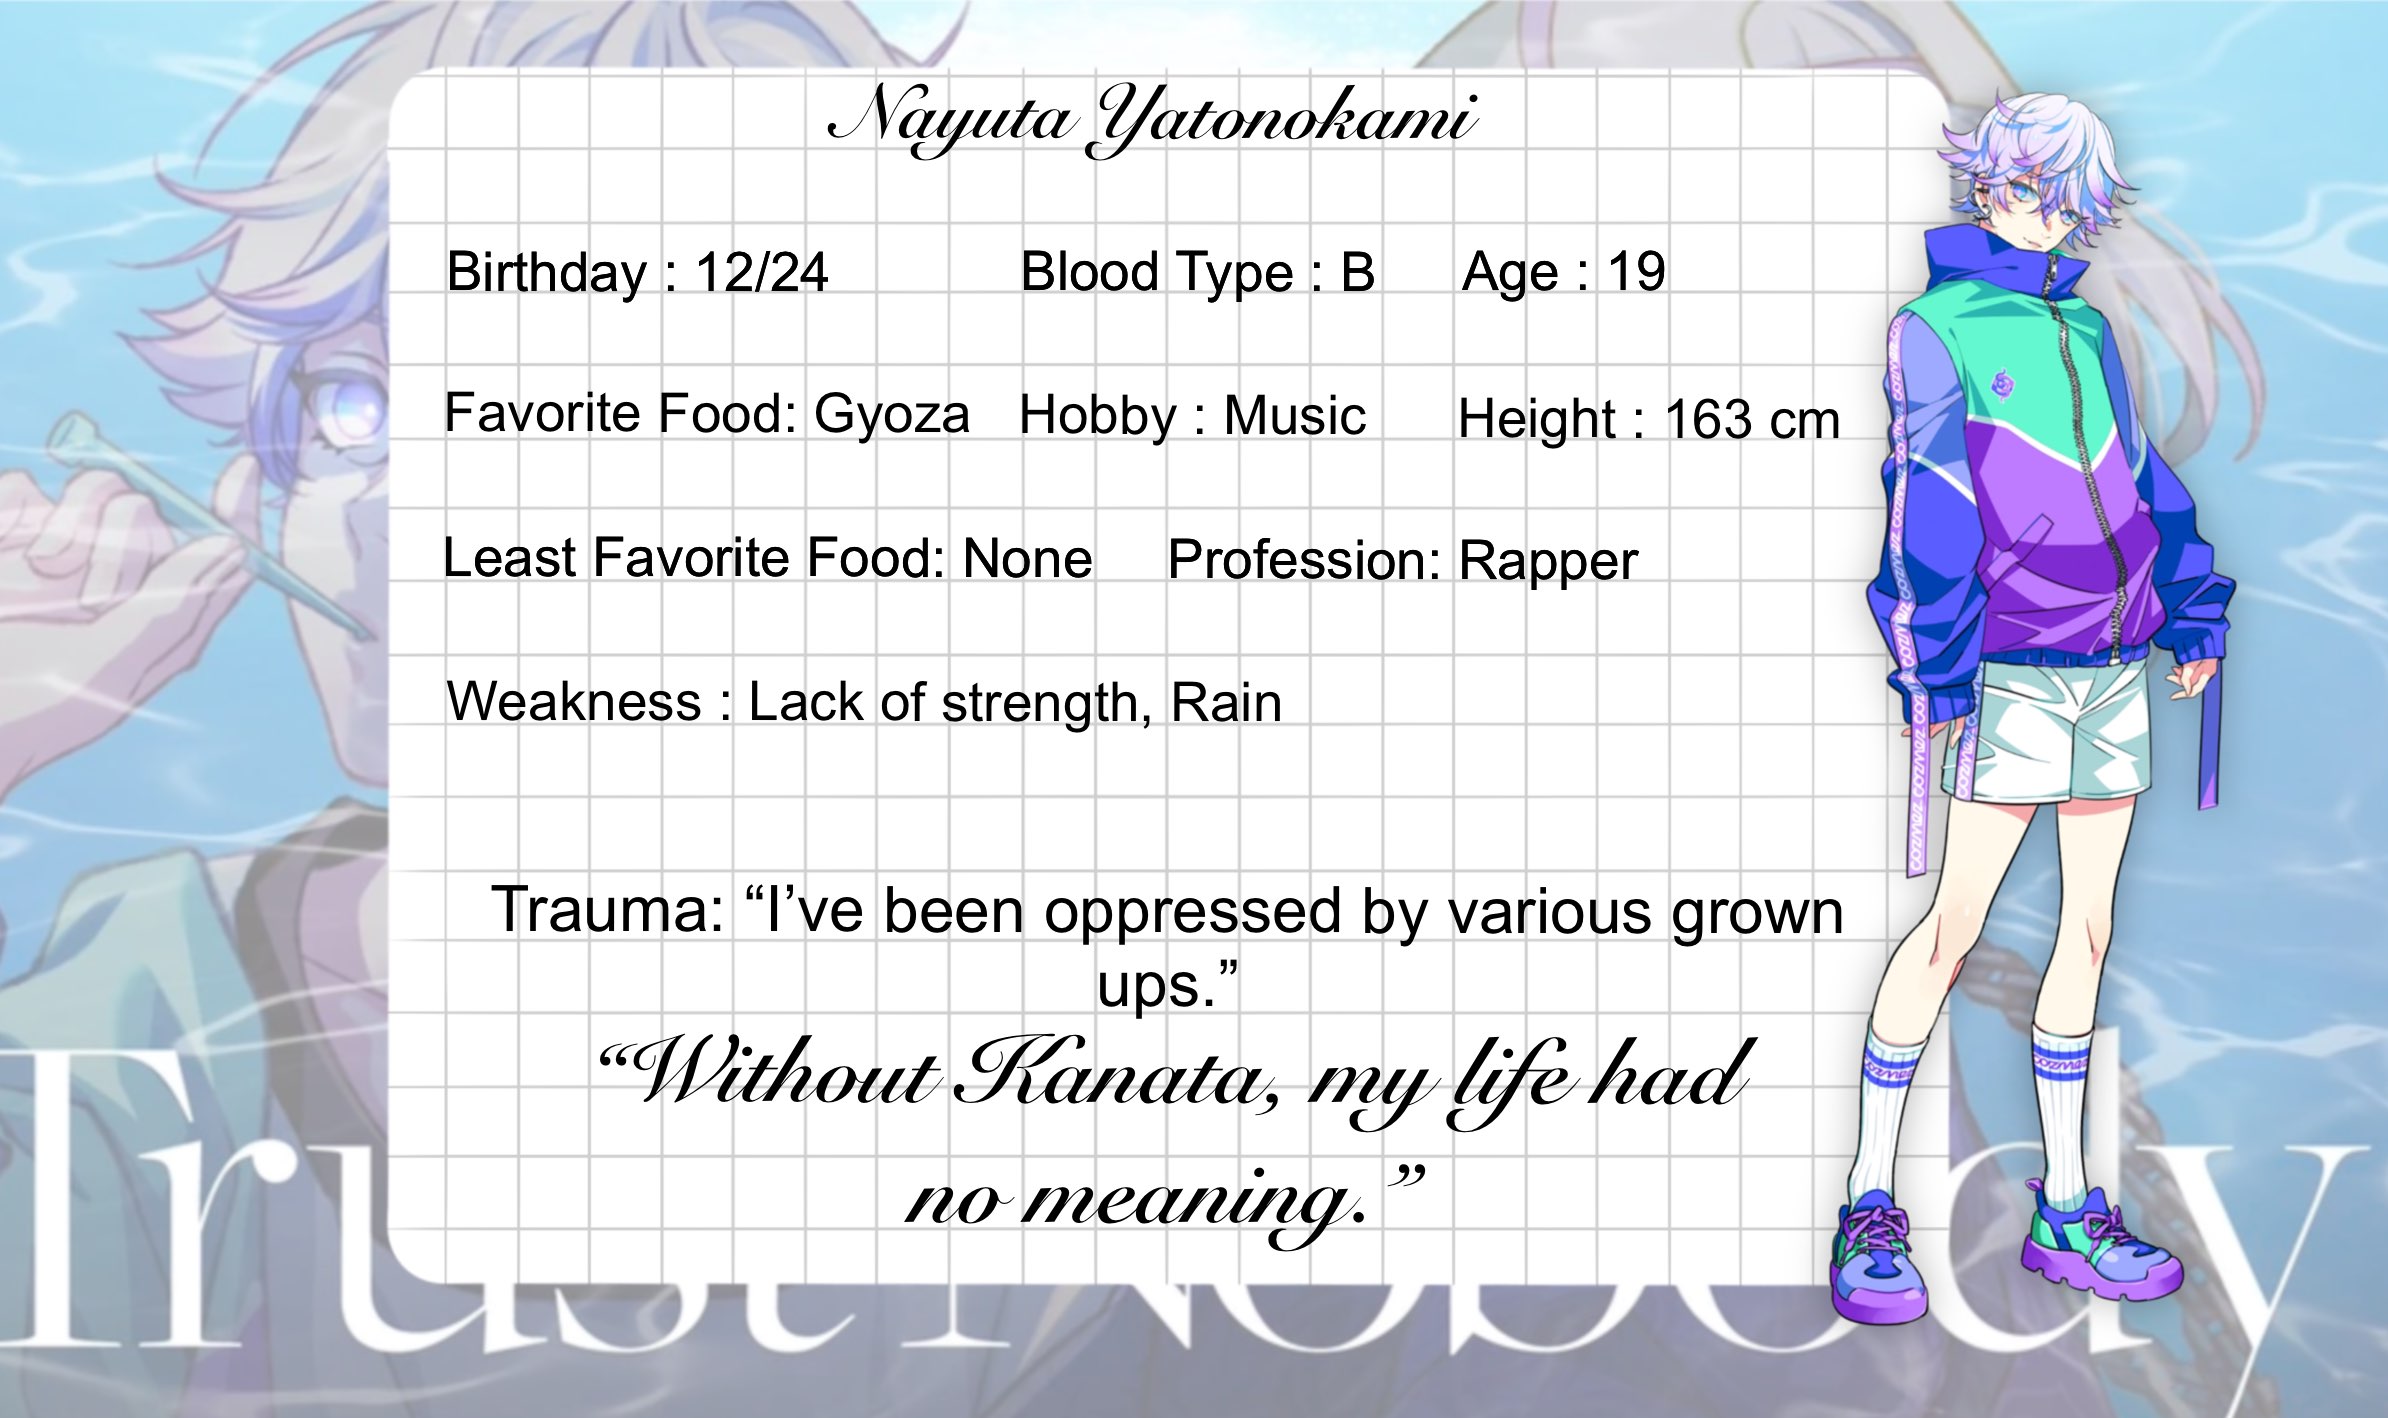 Nayuta Yatonokami
Birthday : 12/24 Blood Type : B Age : 19
Favorite Food: Gyoza Hobby : Music Height : 163 cm
Least Favorite Food: None Profession: Rapper
Weakness : Lack of strength, Rain
Trauma: “I’ve been oppressed by various grown
ups.”
“Without Kanata, my life had
no meaning.”
Trust Nobody